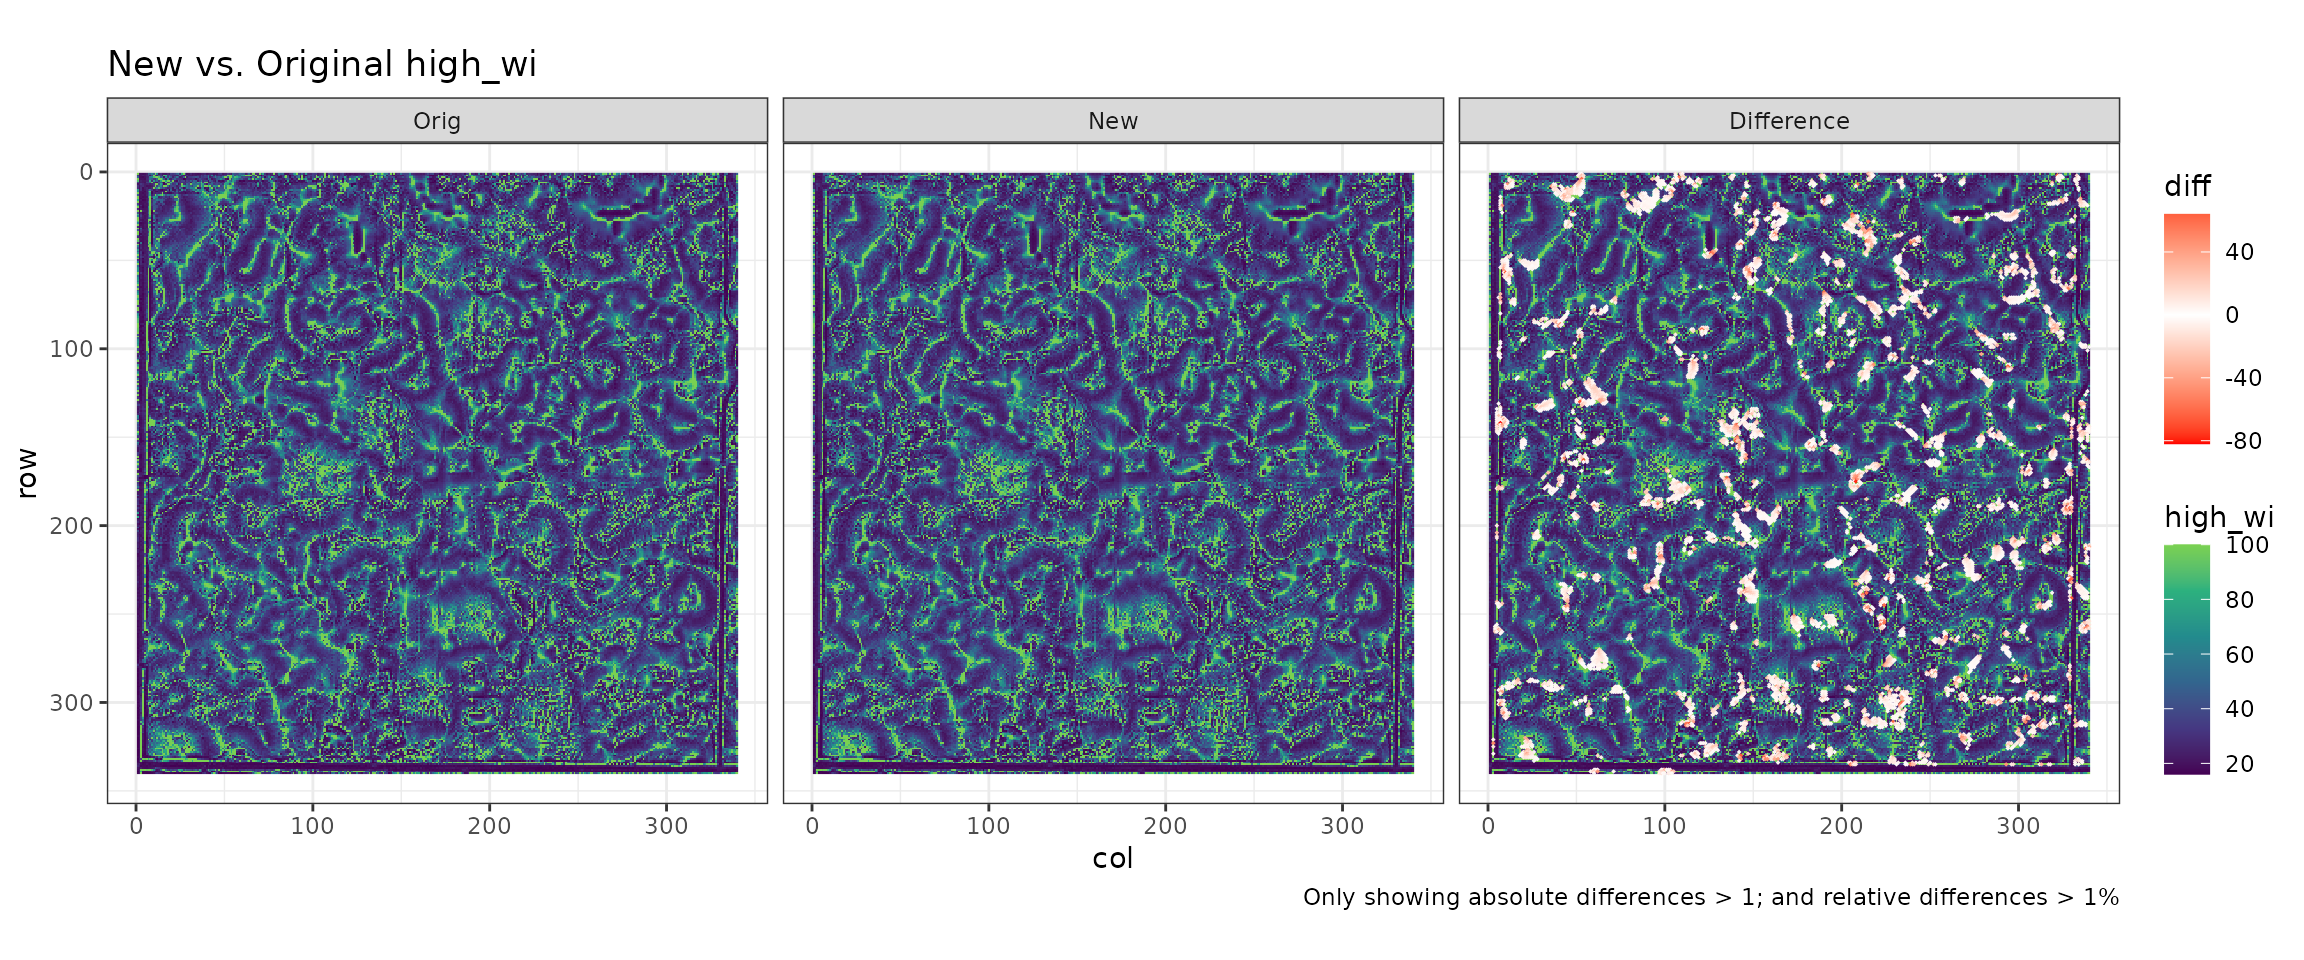 New vs. Original high_wi
Orig
New
Difference
row
0
100
200
300
0
100
200
300
0
100
200
300
0
100
200
300
col
diff
40
0
-40
-80
high_wi
100
80
60
40
20
Only showing absolute differences > 1; and relative differences > 1%